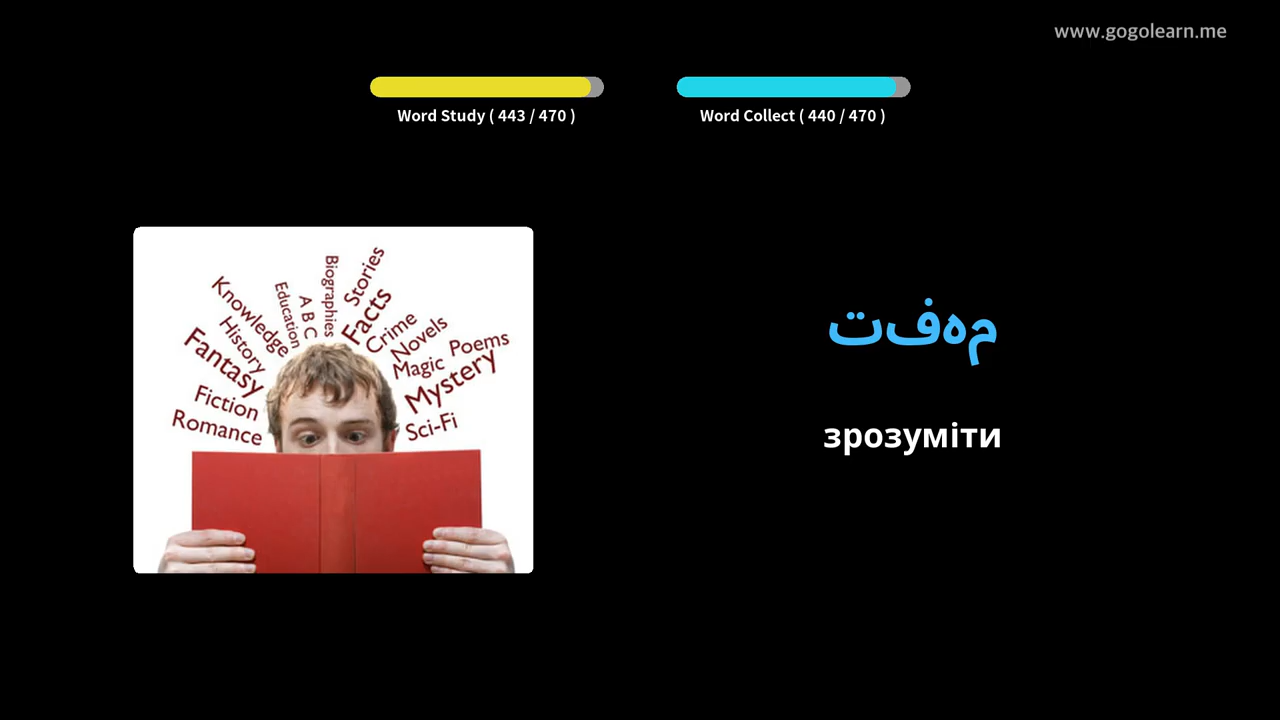 www.gogolearn.me
Word Study ( 443 / 470 )
Word Collect ( 440 / 470 )
Biographies
Stories
Education
A B C
Knowledge
Facts
History
Crime
Novels
Fantasy
Magic
Poems
Mystery
Fiction
Romance
Sci-Fi
مهفت
зрозуміти